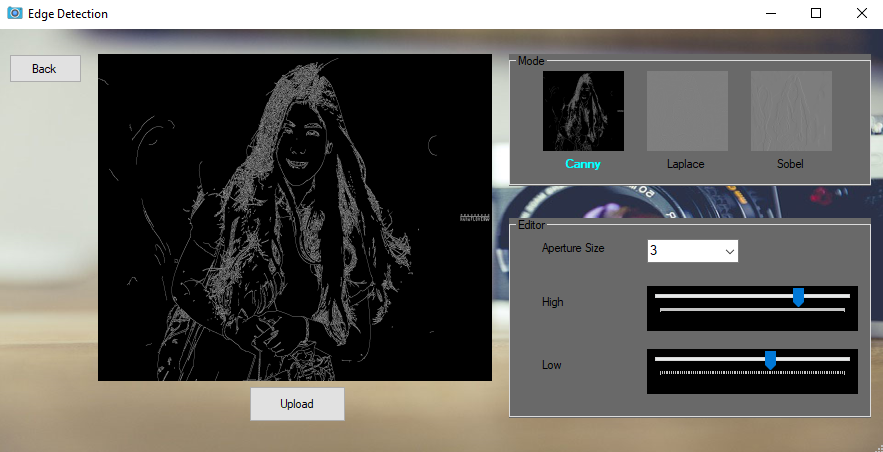 Edge Detection
Back
Mode
Canny
Laplace
Sobel
Editor
Aperture Size
3
High
Low
Upload